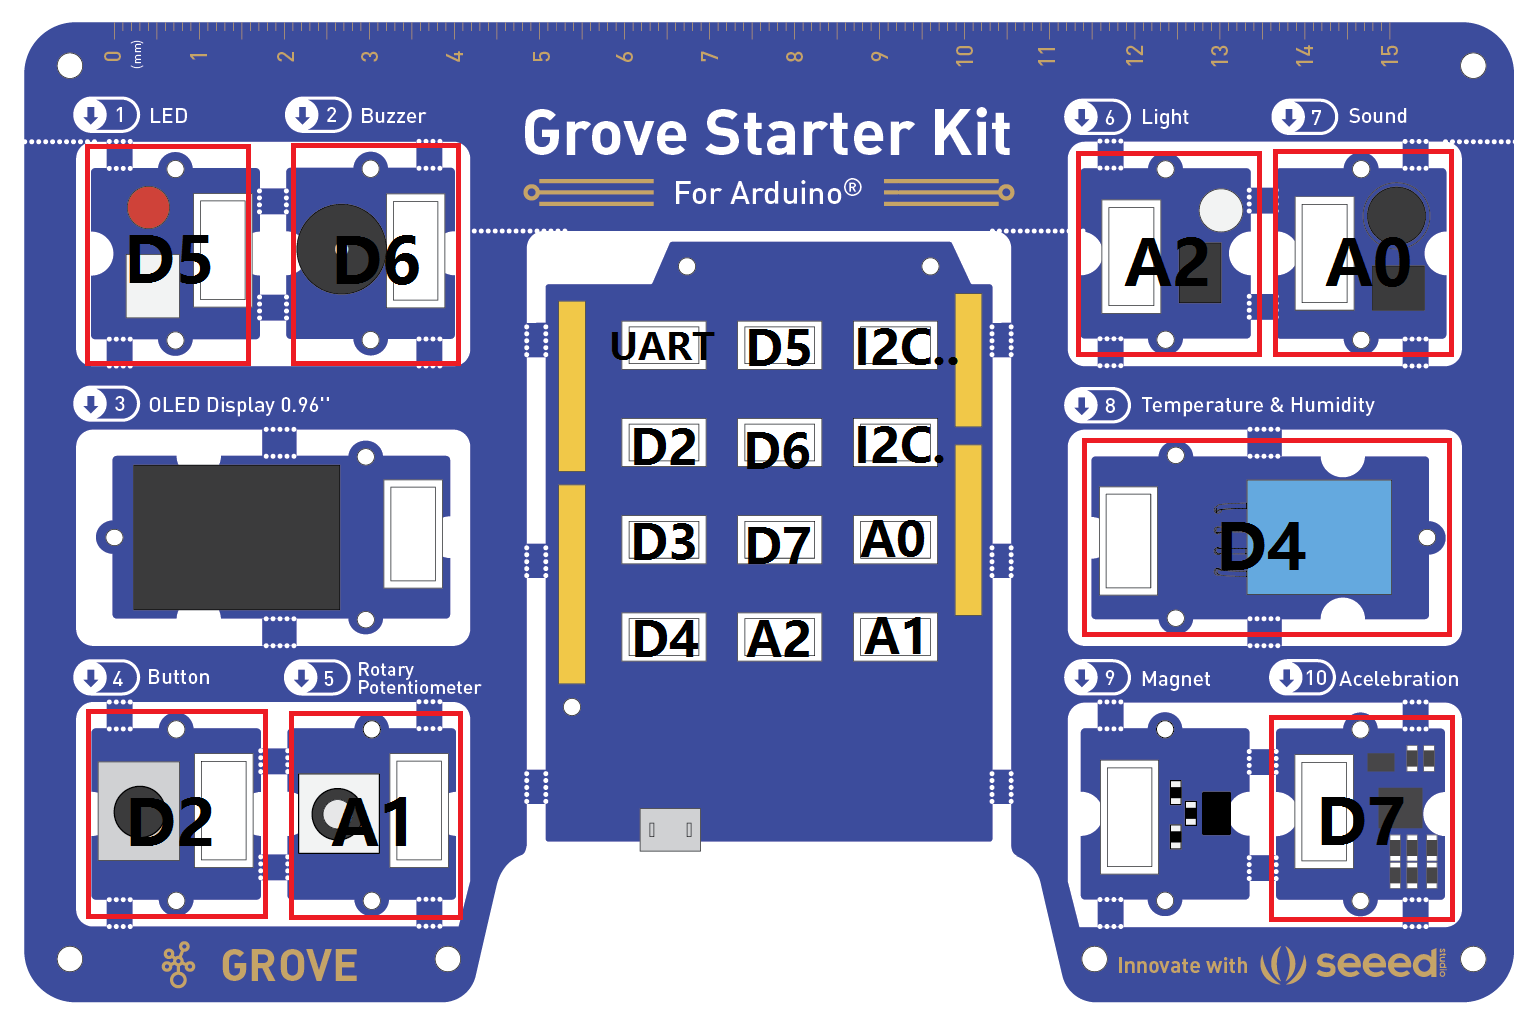 0 1 2 3 4 5 6 7 8 9 10 11 12 13 14 15
(mm)
1 LED
2 Buzzer
Grove Starter Kit
For Arduino®
6 Light
7 Sound
D5
D6
A2
A0
UART D5 I2C..
D2 D6 I2C.
D3 D7 A0
D4 A2 A1
3 OLED Display 0.96''
8 Temperature & Humidity
D4
4 Button
5 Rotary
Potentiometer
9 Magnet
10 Acelebration
D2
A1
D7
GROVE
Innovate with seeed studio